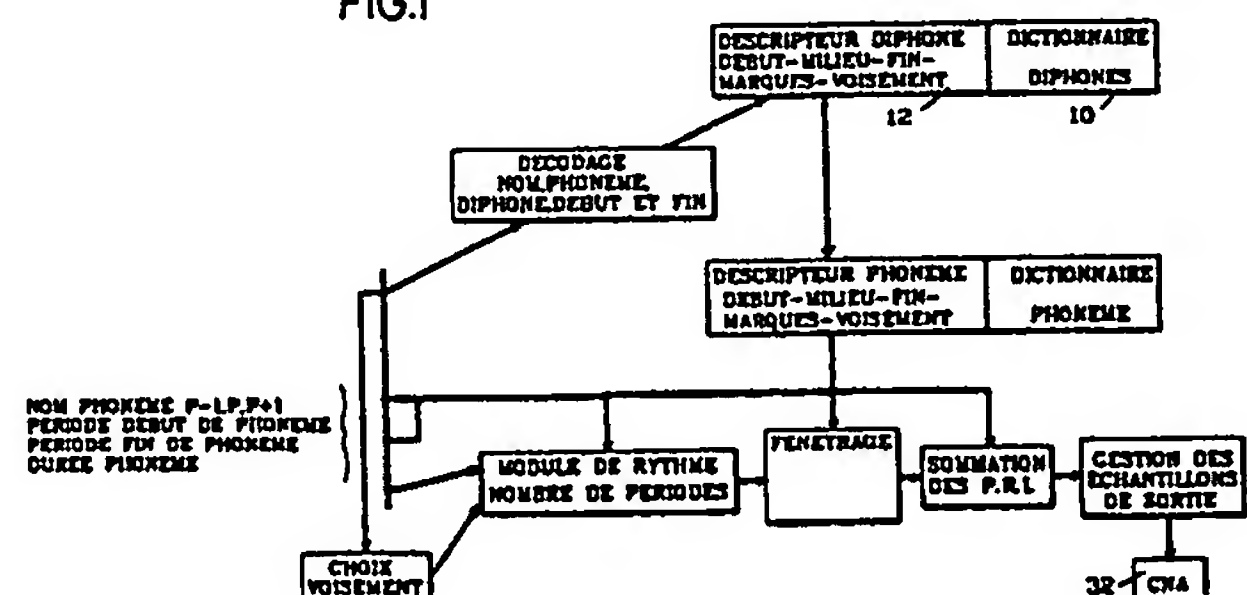 FIG.1
DESCRIPTEUR DIPHONE
DEBUT-MILIEU-FIN-
MARQUES-VOISEMENT
DICTIONNAIRE
DIPHONES
12
10
DECODAGE
NOM,PHONEME,
DIPHONE,DEBUT ET FIN
DESCRIPTEUR PHONEME
DEBUT-MILIEU-FIN-
MARQUES-VOISEMENT
DICTIONNAIRE
PHONEME
NOM PHONEME P-1,P,P+1
PERIODE DEBUT DE PHONEME
PERIODE FIN DE PHONEME
DUREE PHONEME
MODULE DE RYTHME
NOMBRE DE PERIODES
FENETRAGE
SOMMATION
DES P.R.I.
GESTION DES
ECHANTILLONS
DE SORTIE
CHOIX
VOISEMENT
32
CNA